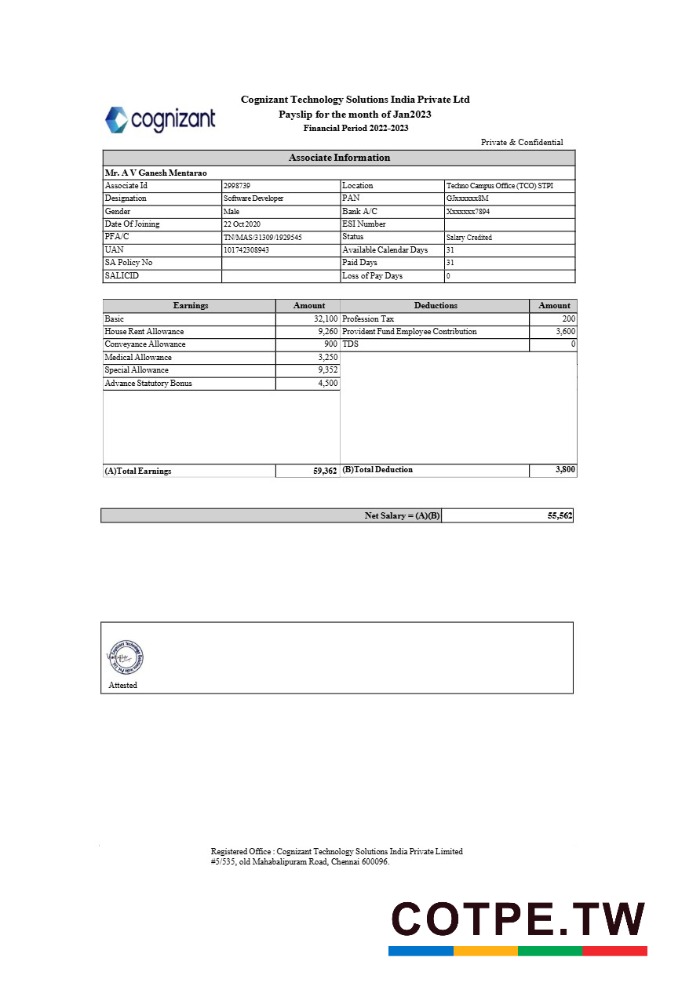 cognizant
Cognizant Technology Solutions India Private Ltd
Payslip for the month of Jan2023
Financial Period 2022-2023
Private & Confidential
Associate Information
Mr. A V Ganesh Mentarao
Associate Id 2998739 Location Techno Campus Office (TCO) STPI
Designation Software Developer PAN GJxxxxxx8M
Gender Male Bank A/C Xxxxxxx7894
Date Of Joining 22 Oct 2020 ESI Number
PFA/C TN/MAS/31309/1929545 Status Salary Credited
UAN 101742308943 Available Calendar Days 31
SA Policy No Paid Days 31
SALICID Loss of Pay Days 0
Earnings Amount Deductions Amount
Basic 32,100 Profession Tax 200
House Rent Allowance 9,260 Provident Fund Employee Contribution 3,600
Conveyance Allowance 900 TDS 0
Medical Allowance 3,250
Special Allowance 9,352
Advance Statutory Bonus 4,500
(A)Total Earnings 59,362 (B)Total Deduction 3,800
Net Salary = (A)(B) 55,562
Attested
Registered Office : Cognizant Technology Solutions India Private Limited
#5/535, old Mahabalipuram Road, Chennai 600096.
COTPE.TW